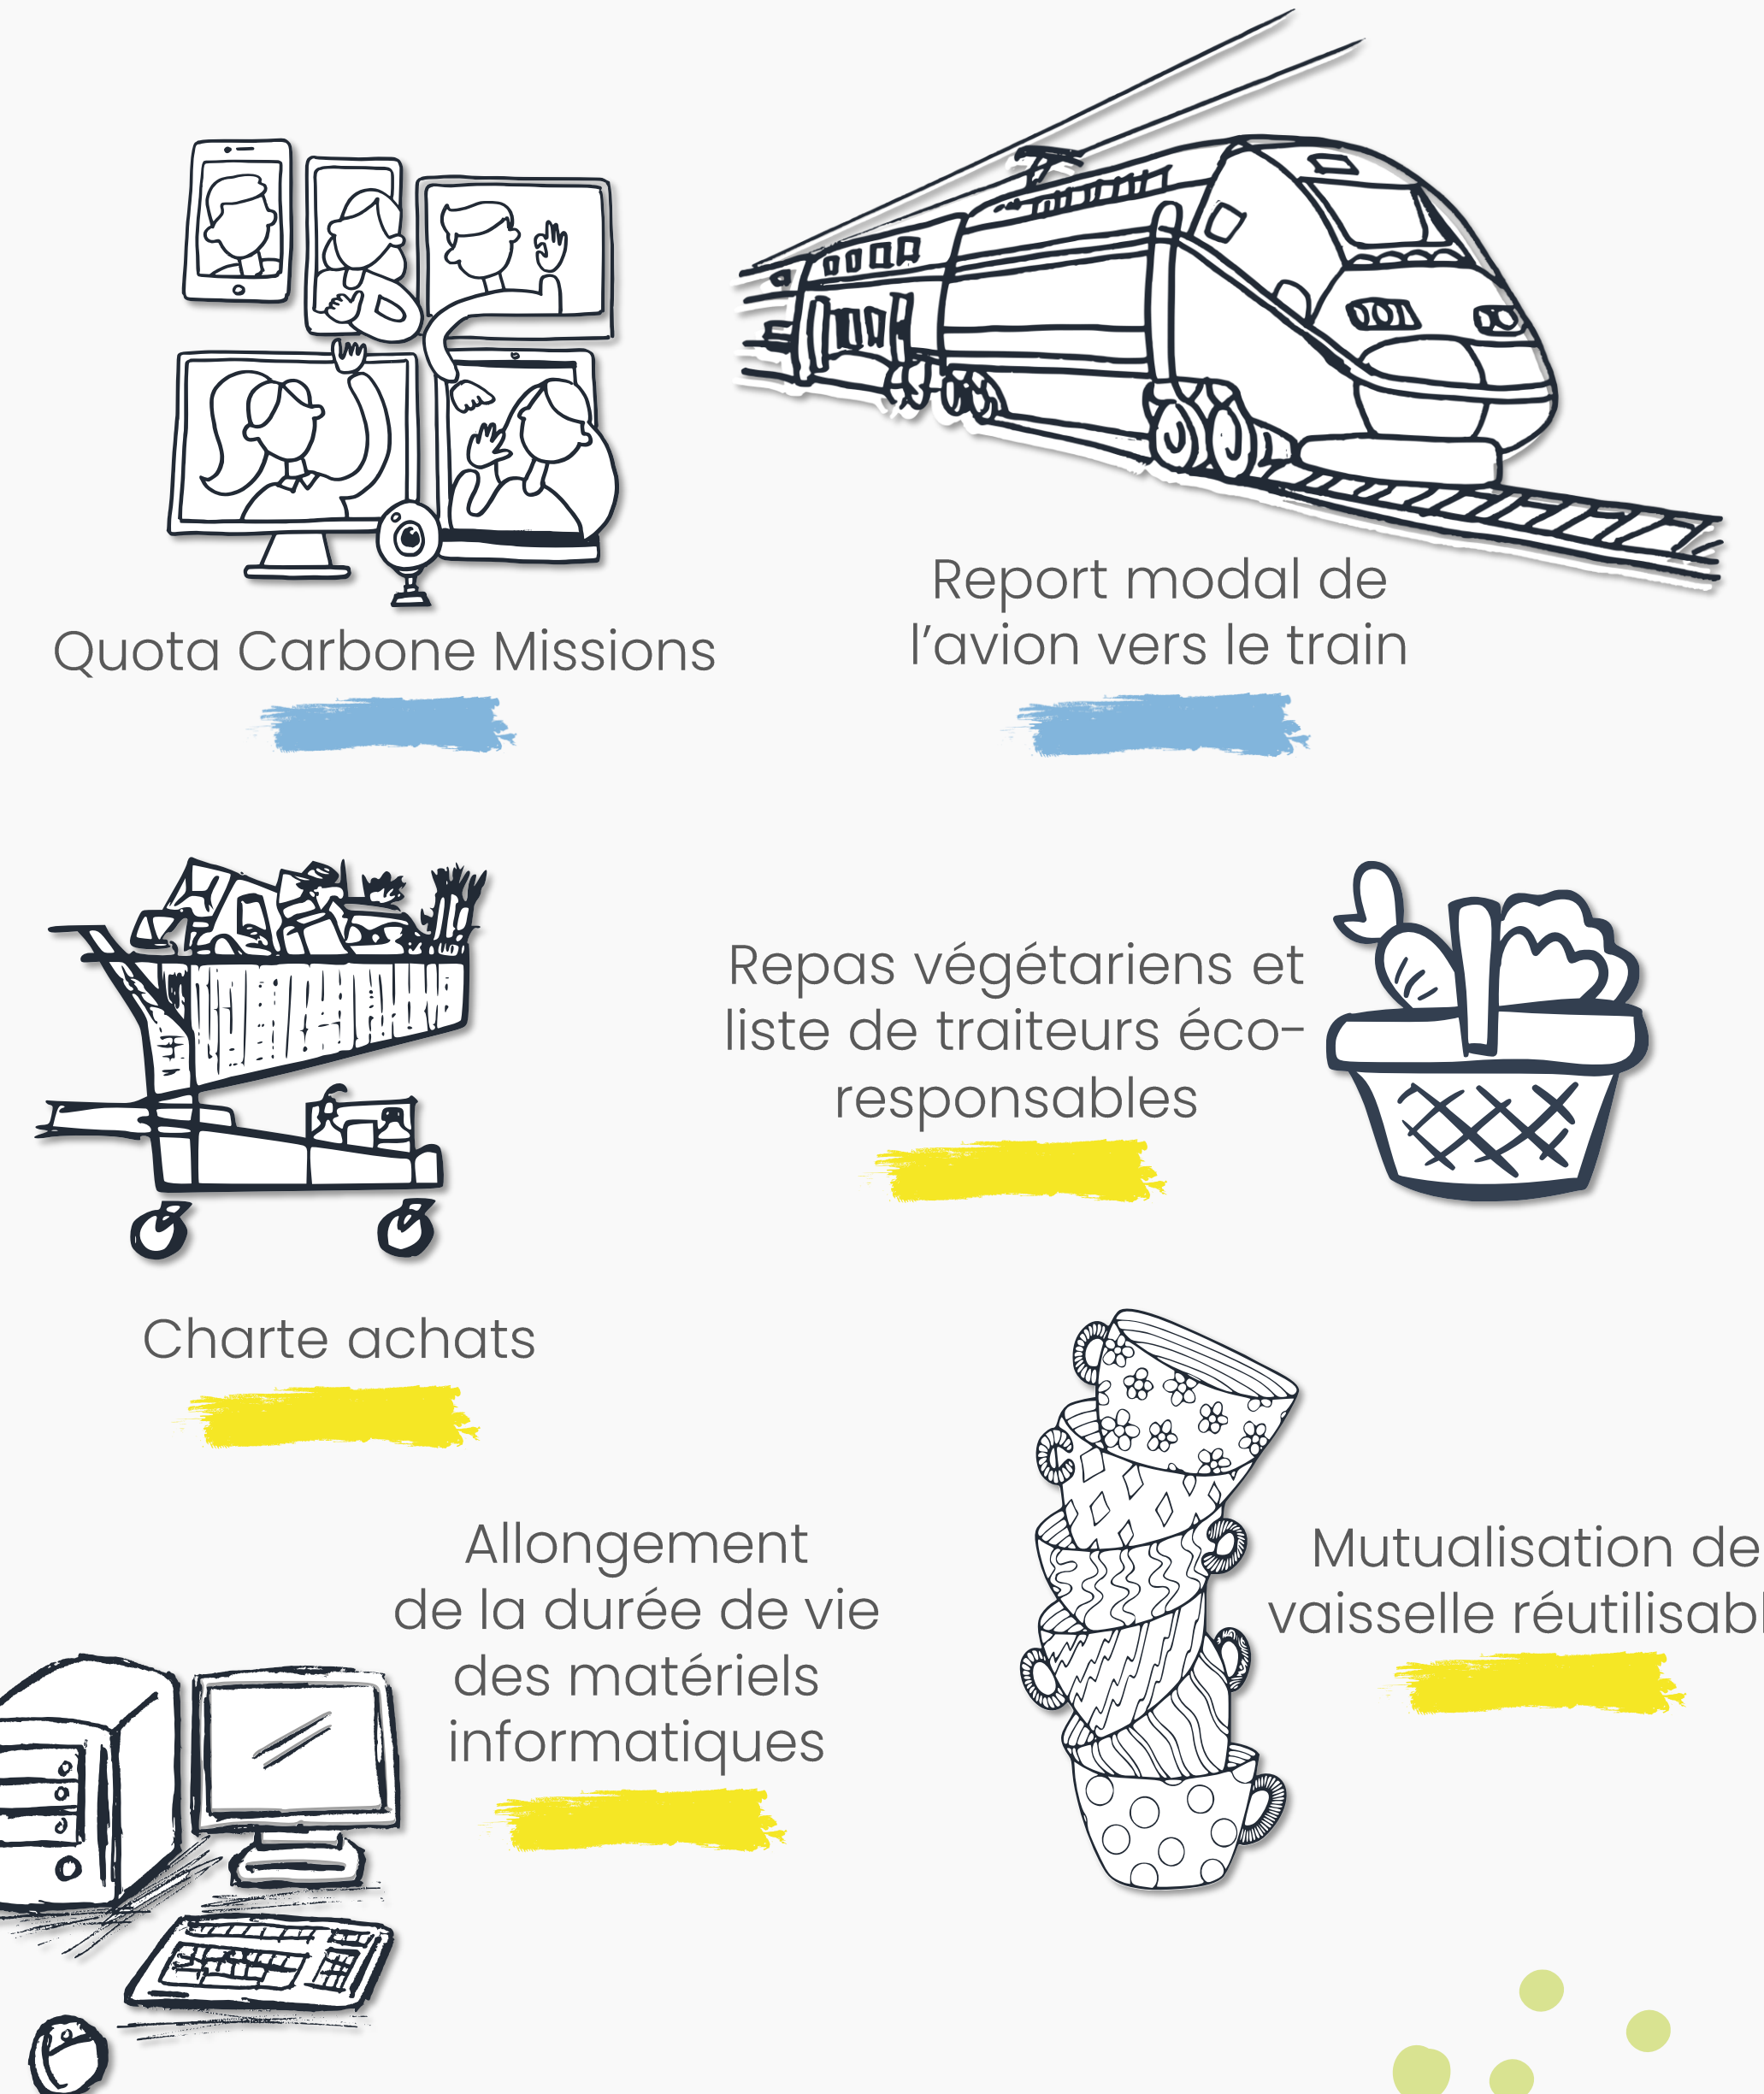 Report modal de
l’avion vers le train
Quota Carbone Missions
Repas végétariens et
liste de traiteurs éco-
responsables
Charte achats
Allongement
de la durée de vie
des matériels
informatiques
Mutualisation de
vaisselle réutilisabl